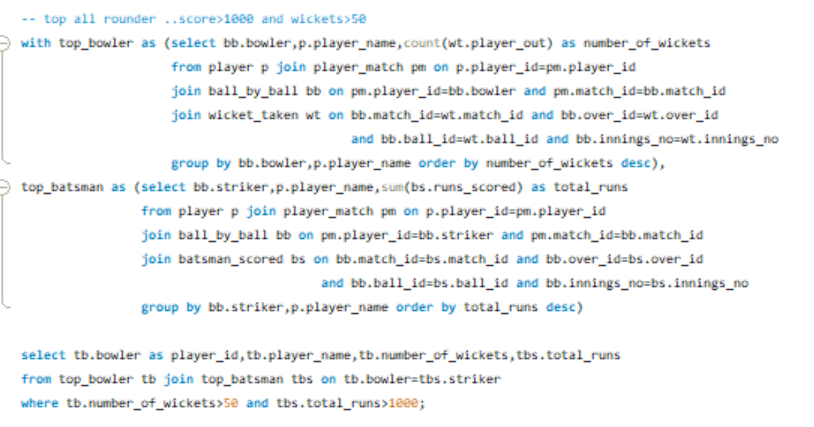 -- top all rounder ..score>1000 and wickets>50
with top_bowler as (select bb.bowler,p.player_name,count(wt.player_out) as number_of_wickets
from player p join player_match pm on p.player_id=pm.player_id
join ball_by_ball bb on pm.player_id=bb.bowler and pm.match_id=bb.match_id
join wicket_taken wt on bb.match_id=wt.match_id and bb.over_id=wt.over_id
and bb.ball_id=wt.ball_id and bb.innings_no=wt.innings_no
group by bb.bowler,p.player_name order by number_of_wickets desc),
top_batsman as (select bb.striker,p.player_name,sum(bs.runs_scored) as total_runs
from player p join player_match pm on p.player_id=pm.player_id
join ball_by_ball bb on pm.player_id=bb.striker and pm.match_id=bb.match_id
join batsman_scored bs on bb.match_id=bs.match_id and bb.over_id=bs.over_id
and bb.ball_id=bs.ball_id and bb.innings_no=bs.innings_no
group by bb.striker,p.player_name order by total_runs desc)
select tb.bowler as player_id,tb.player_name,tb.number_of_wickets,tbs.total_runs
from top_bowler tb join top_batsman tbs on tb.bowler=tbs.striker
where tb.number_of_wickets>50 and tbs.total_runs>1000;